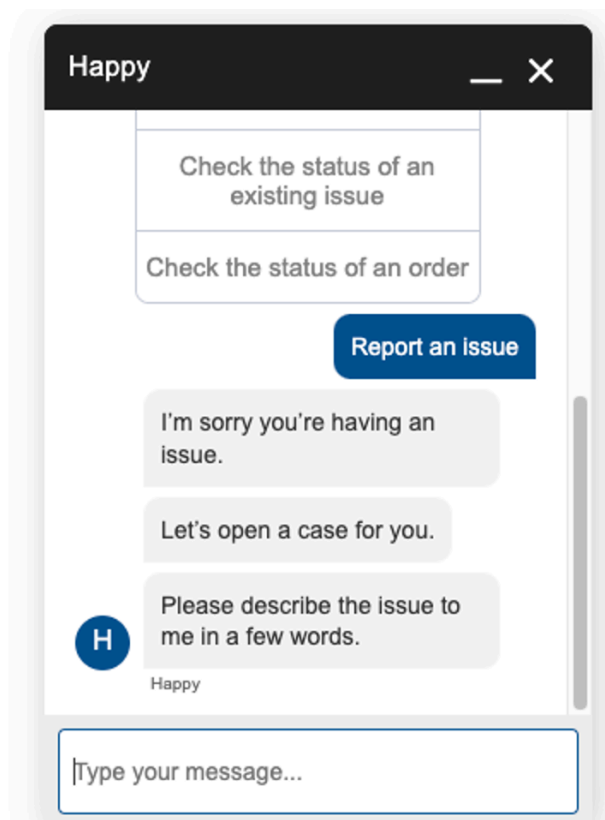 Happy
Check the status of an
existing issue
Check the status of an order
Report an issue
I'm sorry you're having an
issue.
Let's open a case for you.
Please describe the issue to
me in a few words.
H
Happy
Type your message...